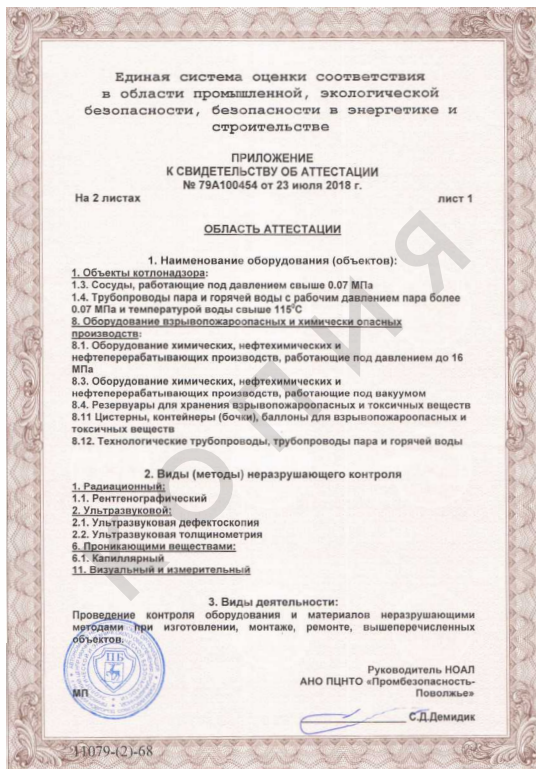 Единая система оценки соответствия
в области промышленной, экологической
безопасности, безопасности в энергетике и
строительстве
ПРИЛОЖЕНИЕ
К СВИДЕТЕЛЬСТВУ ОБ АТТЕСТАЦИИ
№ 79А100454 от 23 июля 2018 г.
На 2 листах лист 1
ОБЛАСТЬ АТТЕСТАЦИИ
1. Наименование оборудования (объектов):
1. Объекты котлонадзора:
1.3. Сосуды, работающие под давлением свыше 0.07 МПа
1.4. Трубопроводы пара и горячей воды с рабочим давлением пара более
0.07 МПа и температурой воды свыше 115°С
8. Оборудование взрывопожароопасных и химически опасных
производств:
8.1. Оборудование химических, нефтехимических и
нефтеперерабатывающих производств, работающие под давлением до 16
МПа
8.3. Оборудование химических, нефтехимических и
нефтеперерабатывающих производств, работающие под вакуумом
8.4. Резервуары для хранения взрывопожароопасных и токсичных веществ
8.11 Цистерны, контейнеры (бочки), баллоны для взрывопожароопасных и
токсичных веществ
8.12. Технологические трубопроводы, трубопроводы пара и горячей воды
2. Виды (методы) неразрушающего контроля
1. Радиационный:
1.1. Рентгенографический
2. Ультразвуковой:
2.1. Ультразвуковая дефектоскопия
2.2. Ультразвуковая толщинометрия
6. Проникающими веществами:
6.1. Капиллярный
11. Визуальный и измерительный
3. Виды деятельности:
Проведение контроля оборудования и материалов неразрушающими
методами при изготовлении, монтаже, ремонте, вышеперечисленных
объектов.
ПБ
МП
Руководитель НОАЛ
АНО ПЦНТО «Промбезопасность-
Поволжье»
С.Д.Демидик
11079-(2)-68
КОПИЯ